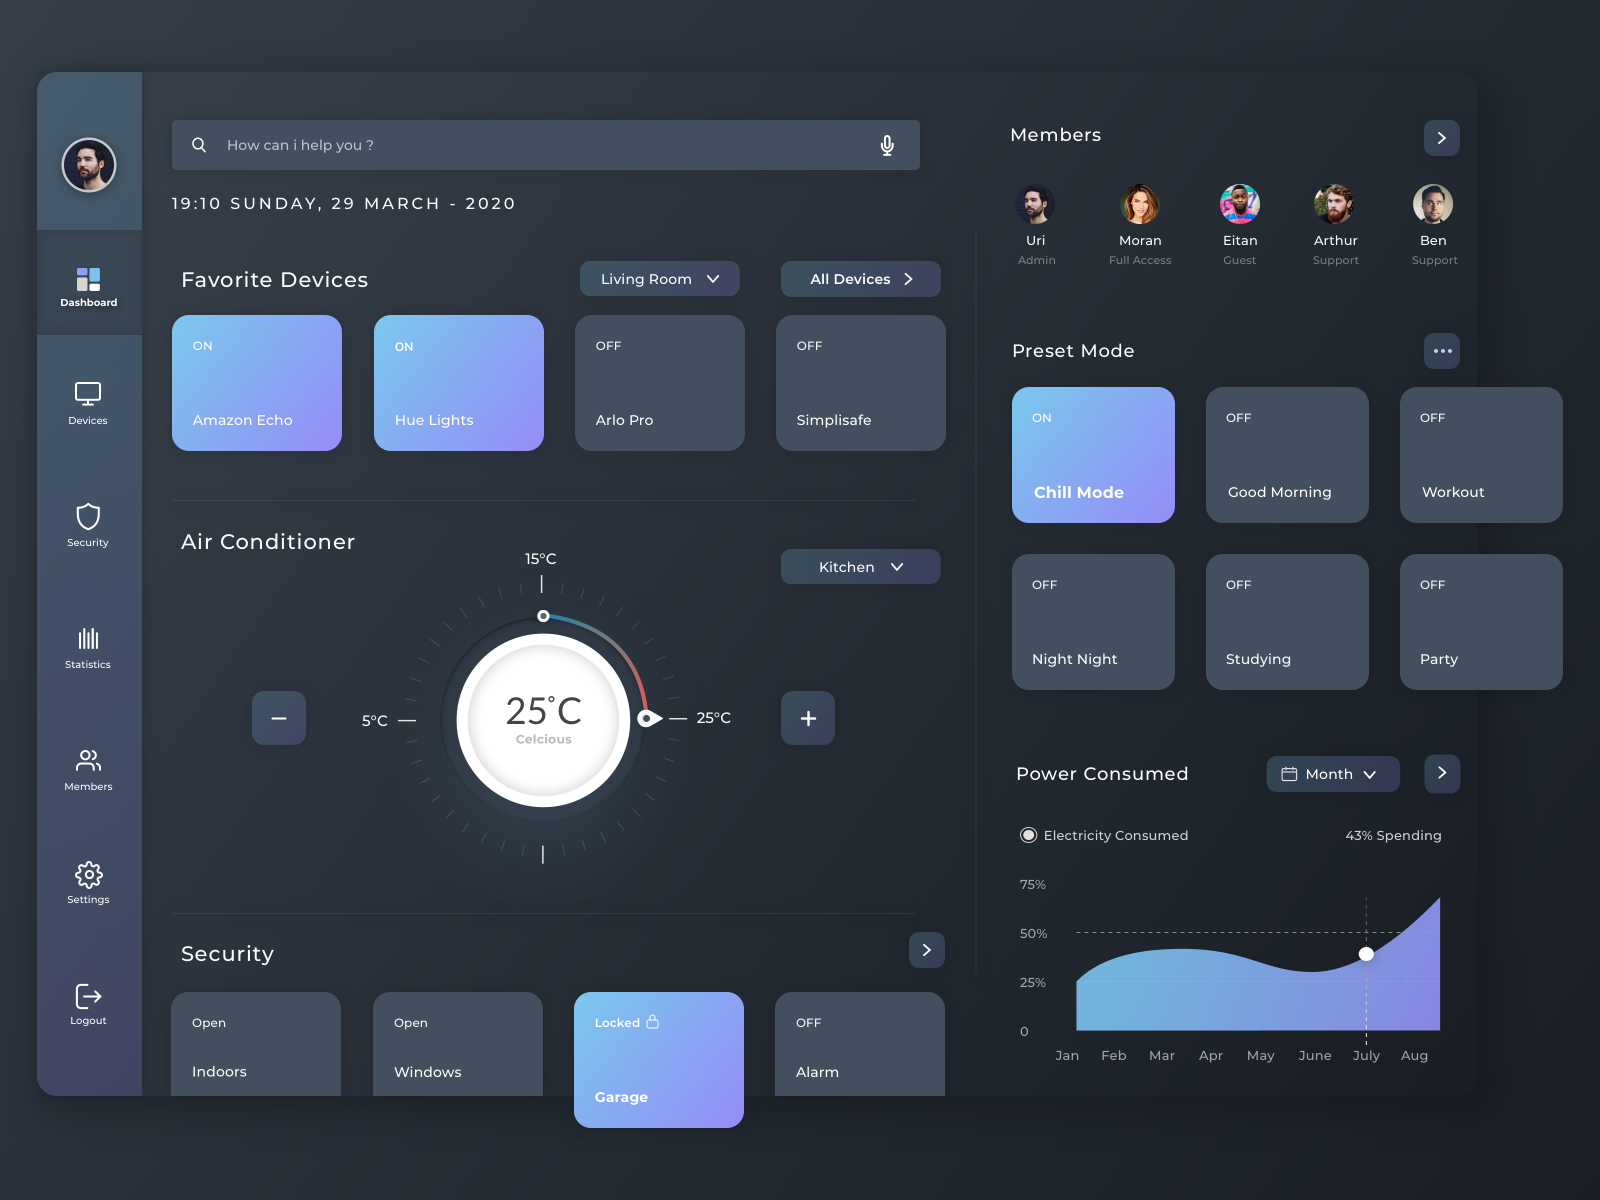 How can i help you ?
19:10 SUNDAY, 29 MARCH - 2020
Dashboard
Devices
Security
Statistics
Members
Settings
Logout
Favorite Devices
Living Room
All Devices
ON
Amazon Echo
ON
Hue Lights
OFF
Arlo Pro
OFF
Simplisafe
Air Conditioner
Kitchen
15°C
5°C
25°C
Celcious
25°C
Security
Open
Indoors
Open
Windows
Locked
Garage
OFF
Alarm
Members
Uri
Admin
Moran
Full Access
Eitan
Guest
Arthur
Support
Ben
Support
Preset Mode
ON
Chill Mode
OFF
Good Morning
OFF
Workout
OFF
Night Night
OFF
Studying
OFF
Party
Power Consumed
Month
Electricity Consumed
43% Spending
75%
50%
25%
0
Jan Feb Mar Apr May June July Aug